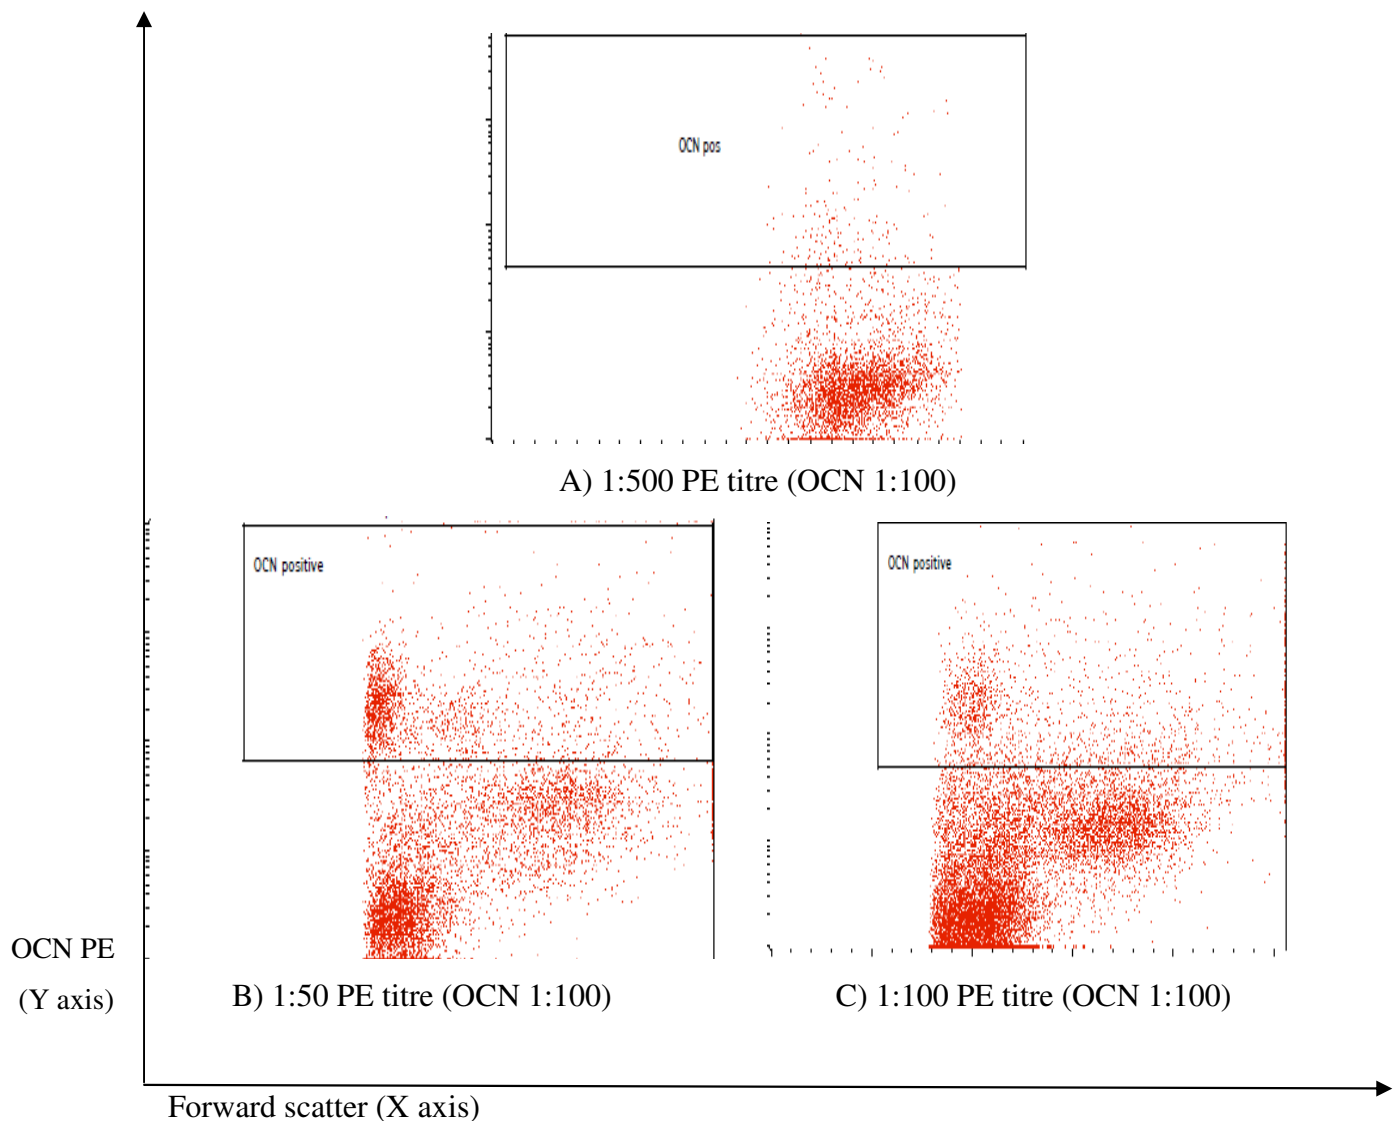 OCN pos
A) 1:500 PE titre (OCN 1:100)
OCN positive
OCN positive
OCN PE
(Y axis)
B) 1:50 PE titre (OCN 1:100)
C) 1:100 PE titre (OCN 1:100)
Forward scatter (X axis)